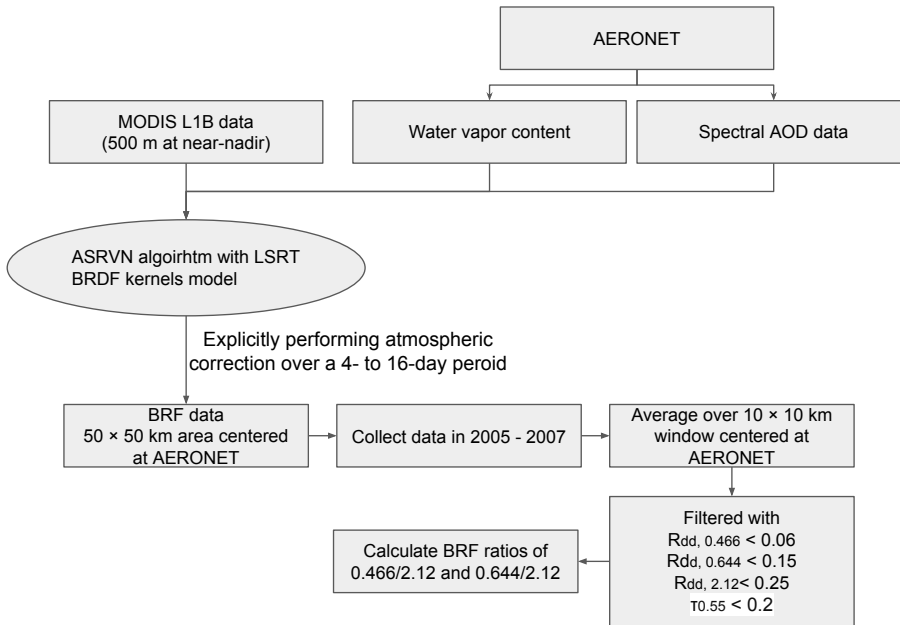 AERONET
MODIS L1B data
(500 m at near-nadir)
Water vapor content
Spectral AOD data
ASRVN algoirhtm with LSRT
BRDF kernels model
Explicitly performing atmospheric
correction over a 4- to 16-day peroid
BRF data
50 × 50 km area centered
at AERONET
Collect data in 2005 - 2007
Average over 10 × 10 km
window centered at
AERONET
Filtered with
Rdd, 0.466 < 0.06
Rdd, 0.644 < 0.15
Rdd, 2.12< 0.25
τ0.55 < 0.2
Calculate BRF ratios of
0.466/2.12 and 0.644/2.12